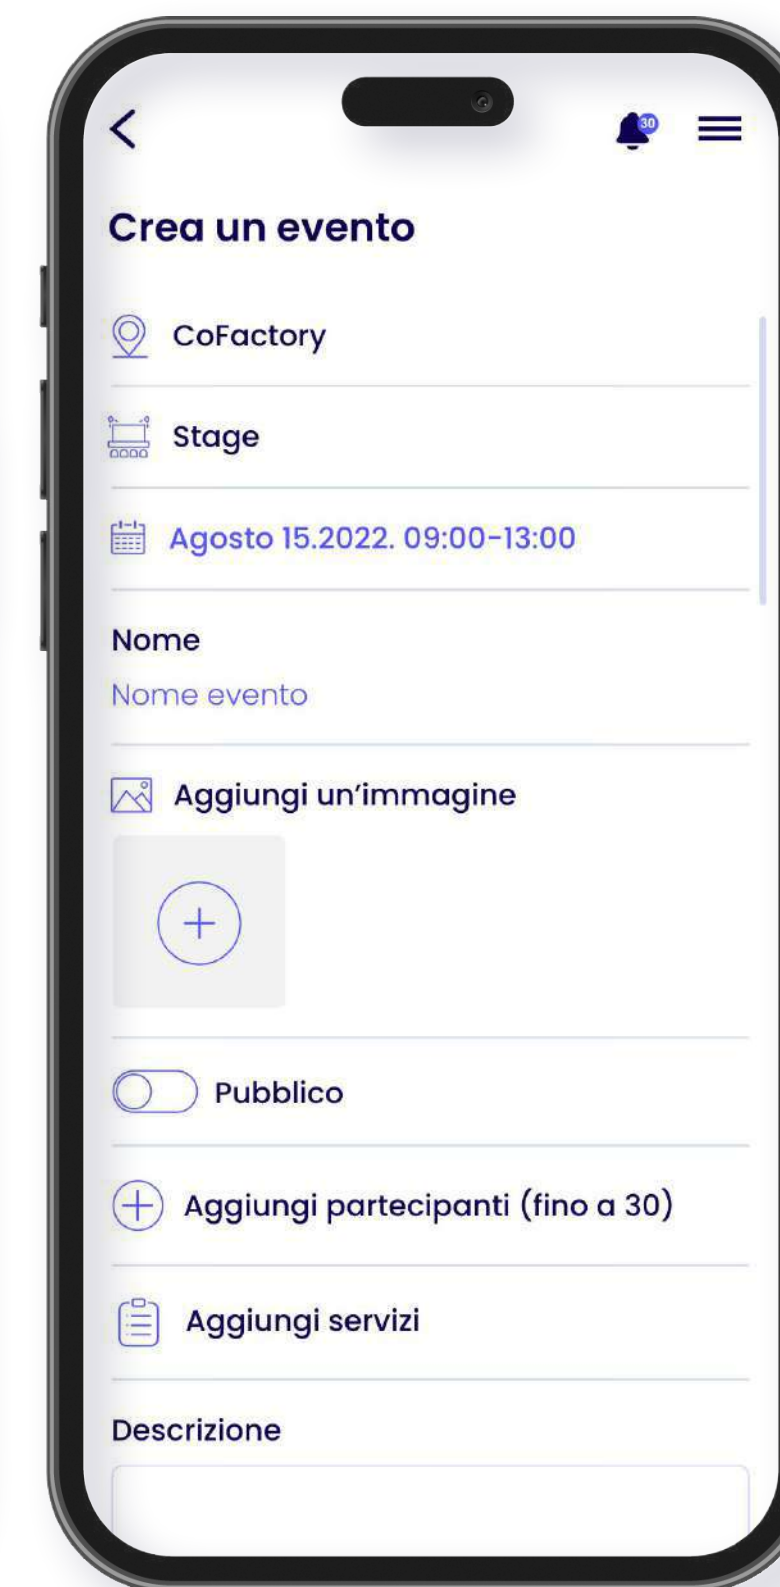 30
Crea un evento
CoFactory
Stage
Agosto 15.2022. 09:00-13:00
Nome
Nome evento
Aggiungi un’immagine
Pubblico
Aggiungi partecipanti (fino a 30)
Aggiungi servizi
Descrizione